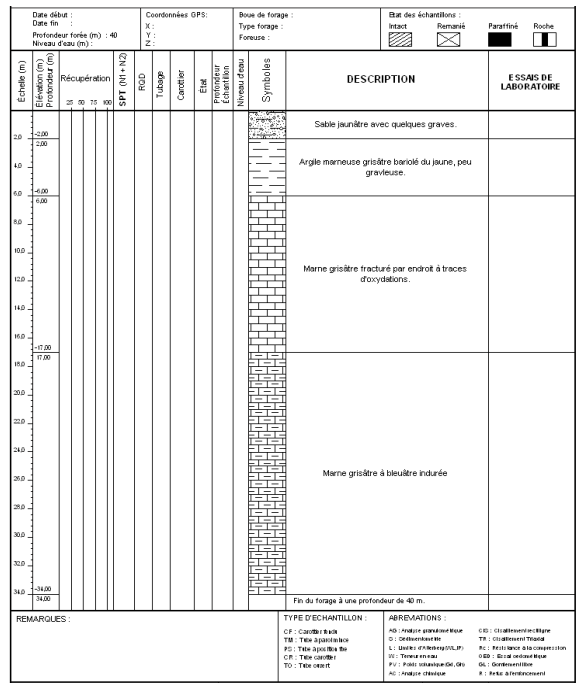 Date début :
Date fin :
Profondeur forée (m) : 40
Niveau d'eau (m) :
Coordonnées GPS:
X :
Y :
Z :
Boue de forage :
Type forage :
Foreuse :
Etat des échantillons :
Intact Remanié Paraffiné Roche
Échelle (m)
Élévation (m)
Profondeur (m)
Récupération
25 50 75 100
SPT (N1 + N2)
RQD
Tubage
Carottier
État
Profondeur
Échantillon
Niveau d'eau
Symboles
DESCRIPTION
ESSAIS DE
LABORATOIRE
Sable jaunâtre avec quelques graves.
-2,00
2,0
2,00
Argile marneuse grisâtre bariolé du jaune, peu
gravleuse.
4,0
-6,00
6,0
6,00
8,0
10,0
Marne grisâtre fracturé par endroit à traces
d'oxydations.
12,0
14,0
16,0
-17,00
17,00
18,0
20,0
22,0
24,0
Marne grisâtre á bleuâtre indurée
26,0
28,0
30,0
32,0
-34,00
34,0
34,00
Fin du forage à une profondeur de 40 m.
REMARQUES :
TYPE D'ECHANTILLON :
CF : Carottier fendu
TM : Tube à paroi mince
PS : Tube à position fixe
CR : Tube carottier
TO : Tube ouvert
ABREVIATIONS :
AG : Analyse granulométrique
S : Sédimentométrie
L : Limites d'Atterberg (WL, IP)
W : Teneur en eau
PV : Poids volumique (Gd, Gh)
AC : Analyse chimique
CIS : Cisaillement rectiligne
TR : Cisaillement Triaxial
Rc : Résistance à la compression
OED : Essai oedométrique
GL : Gonflement libre
R : Refus à l'enfoncement